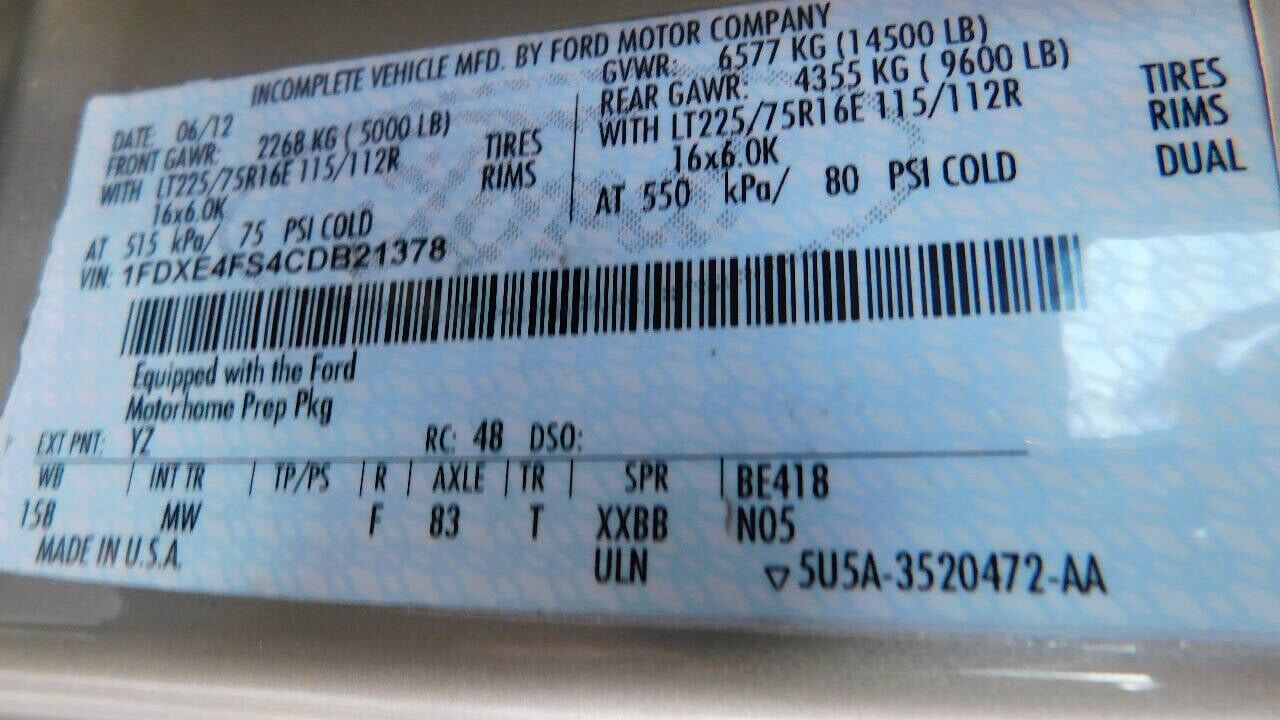 INCOMPLETE VEHICLE MFD. BY FORD MOTOR COMPANY
DATE: 06/12
FRONT GAWR: 2268 KG ( 5000 LB)
WITH LT225/75R16E 115/112R TIRES
16x6.0K RIMS
AT 515 kPa/ 75 PSI COLD
GVWR: 6577 KG (14500 LB)
REAR GAWR: 4355 KG ( 9600 LB)
WITH LT225/75R16E 115/112R TIRES
16x6.0K RIMS
AT 550 kPa/ 80 PSI COLD DUAL
VIN: 1FDXE4FS4CDB21378
Equipped with the Ford
Motorhome Prep Pkg
EXT PNT: YZ RC: 48 DSO:
WB | INT TR | TP/PS | R | AXLE | TR | SPR | BE418
158 MW F 83 T XXBB N05
MADE IN U.S.A. ULN ▽5U5A-3520472-AA